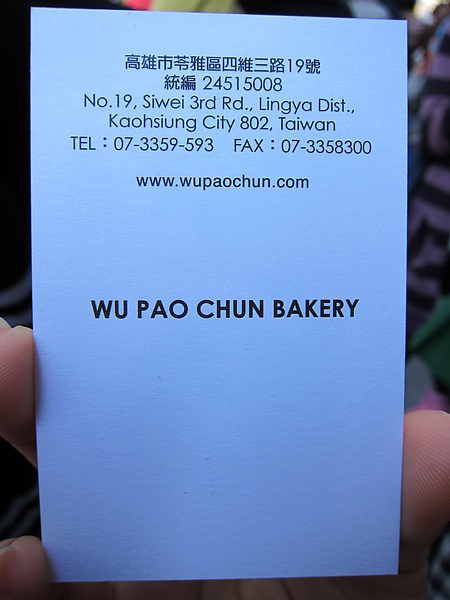 高雄市苓雅區四維三路19號
統編 24515008
No.19, Siwei 3rd Rd., Lingya Dist.,
Kaohsiung City 802, Taiwan
TEL：07-3359-593 FAX：07-3358300
www.wupaochun.com
WU PAO CHUN BAKERY